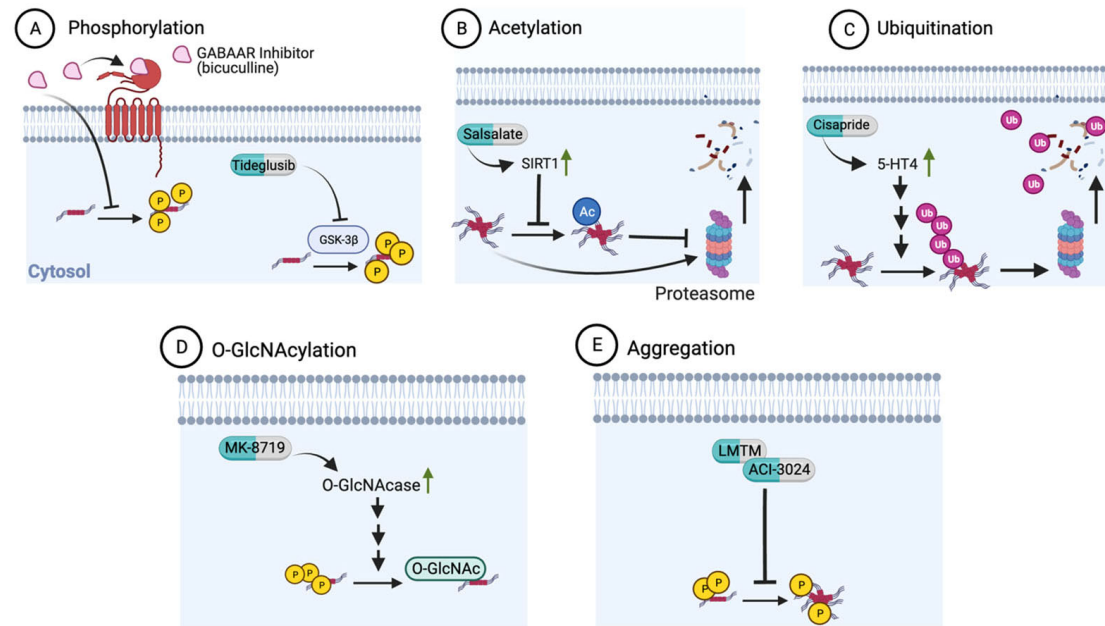 A Phosphorylation
GABAAR Inhibitor
(bicuculline)
Tideglusib
P
P
P
GSK-3β
P
P
P
Cytosol
B Acetylation
Salsalate
SIRT1
Ac
Proteasome
C Ubiquitination
Cisapride
5-HT4
Ub
Ub
Ub
Ub
Ub
Ub
Ub
Ub
D O-GlcNAcylation
MK-8719
O-GlcNAcase
P
P
P
O-GlcNAc
E Aggregation
LMTM
ACI-3024
P
P
P
P